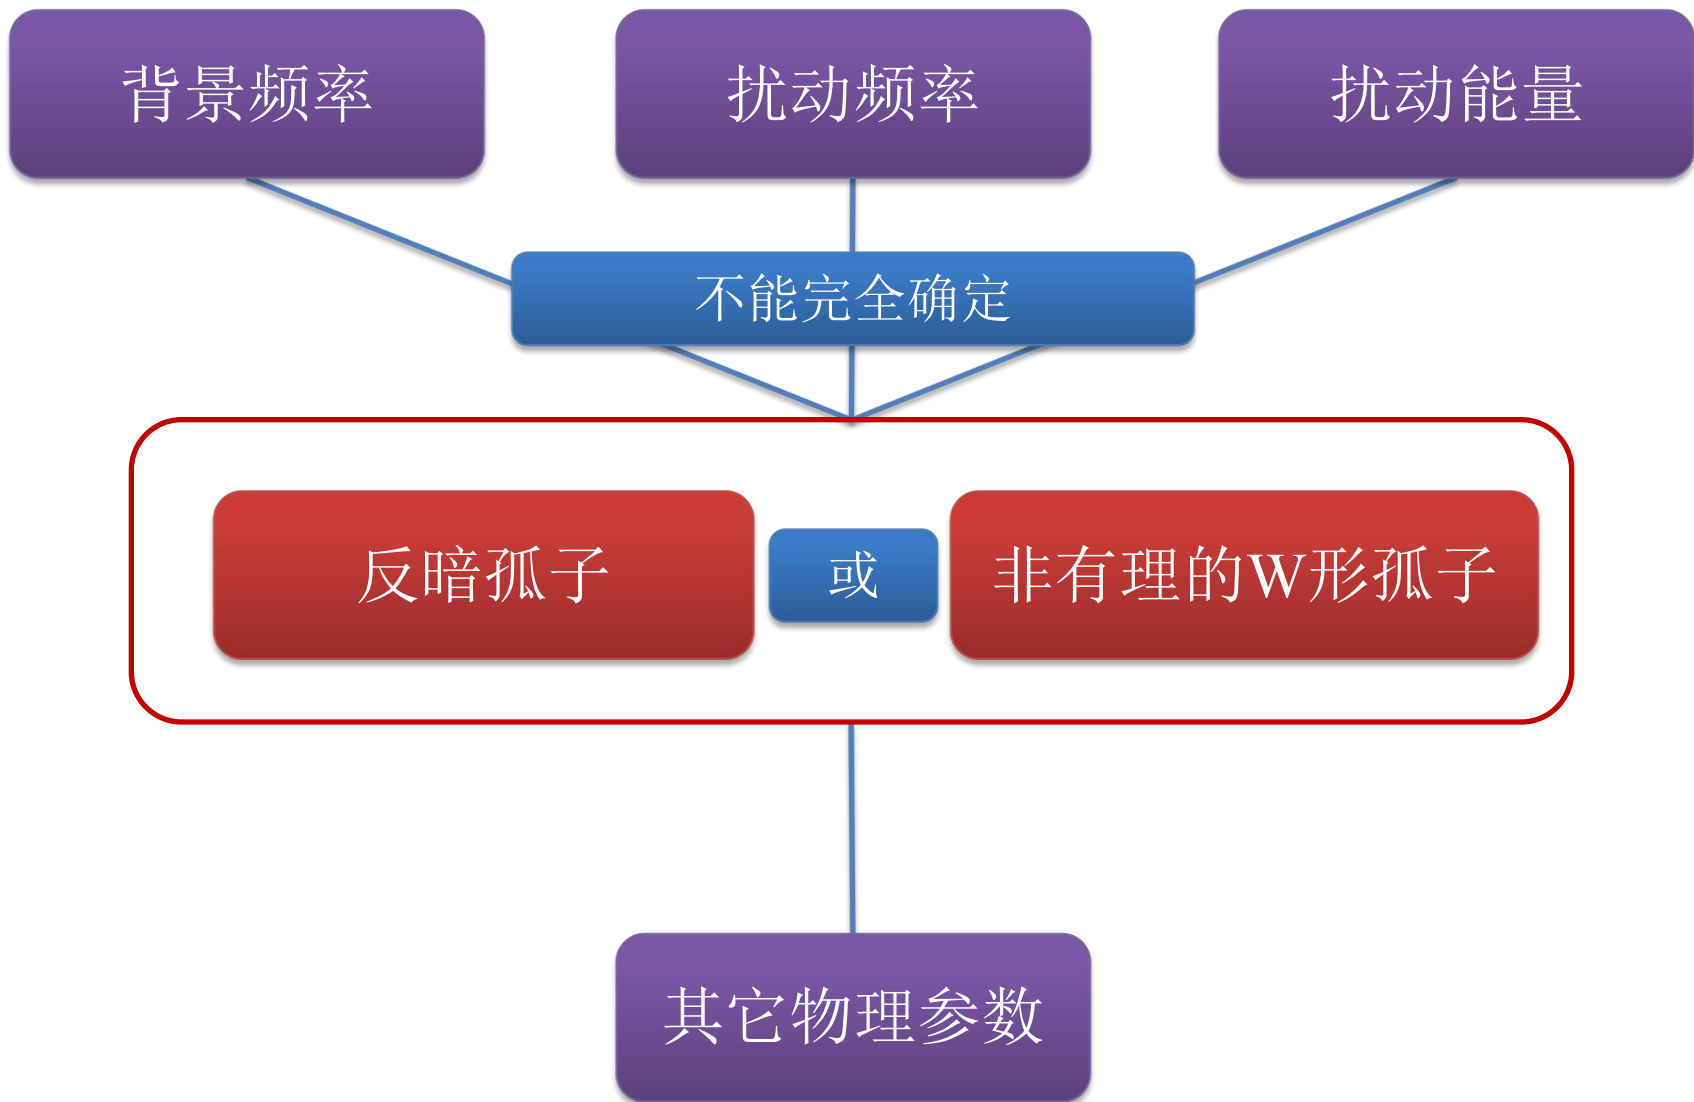 背景频率
扰动频率
扰动能量
不能完全确定
反暗孤子
或
非有理的W形孤子
其它物理参数